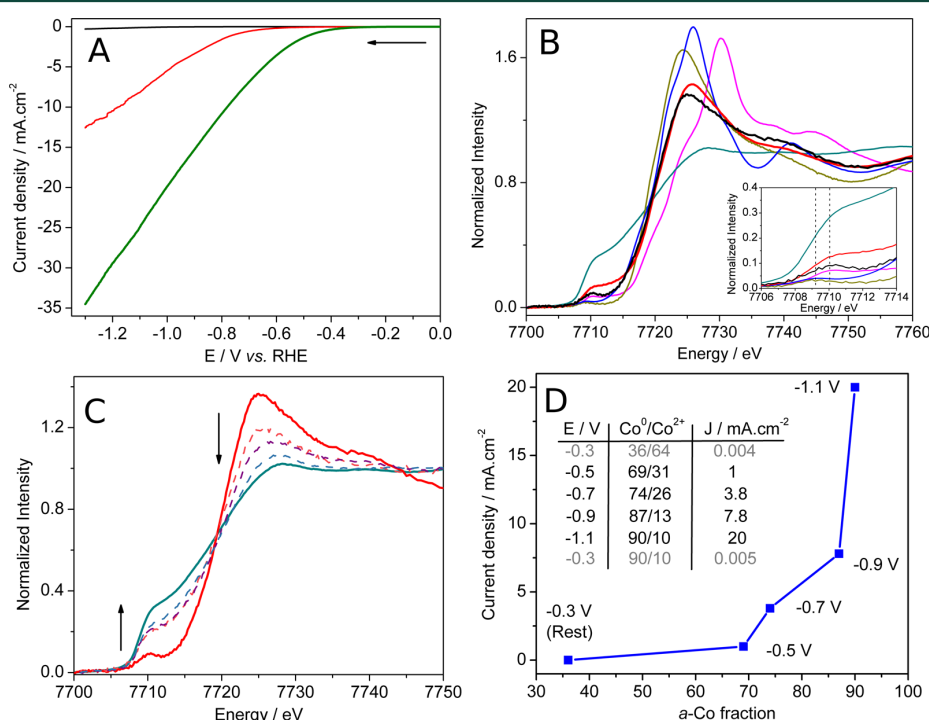 A
Current density / mA.cm-2
0
-5
-10
-15
-20
-25
-30
-35
-1.2 -1.0 -0.8 -0.6 -0.4 -0.2 0.0
E / V vs. RHE
B
Normalized Intensity
1.6
0.8
0.0
7700 7710 7720 7730 7740 7750 7760
Energy / eV
Normalized Intensity
0.4
0.3
0.2
0.1
0.0
7706 7708 7710 7712 7714
Energy / eV
C
Normalized Intensity
1.2
0.8
0.4
0.0
7700 7710 7720 7730 7740 7750
Energy / eV
D
Current density / mA.cm-2
20
15
10
5
0
30 40 50 60 70 80 90 100
a-Co fraction
E / V Co0/Co2+ J / mA.cm-2
-0.3 36/64 0.004
-0.5 69/31 1
-0.7 74/26 3.8
-0.9 87/13 7.8
-1.1 90/10 20
-0.3 90/10 0.005
-1.1 V
-0.9 V
-0.7 V
-0.5 V
-0.3 V
(Rest)